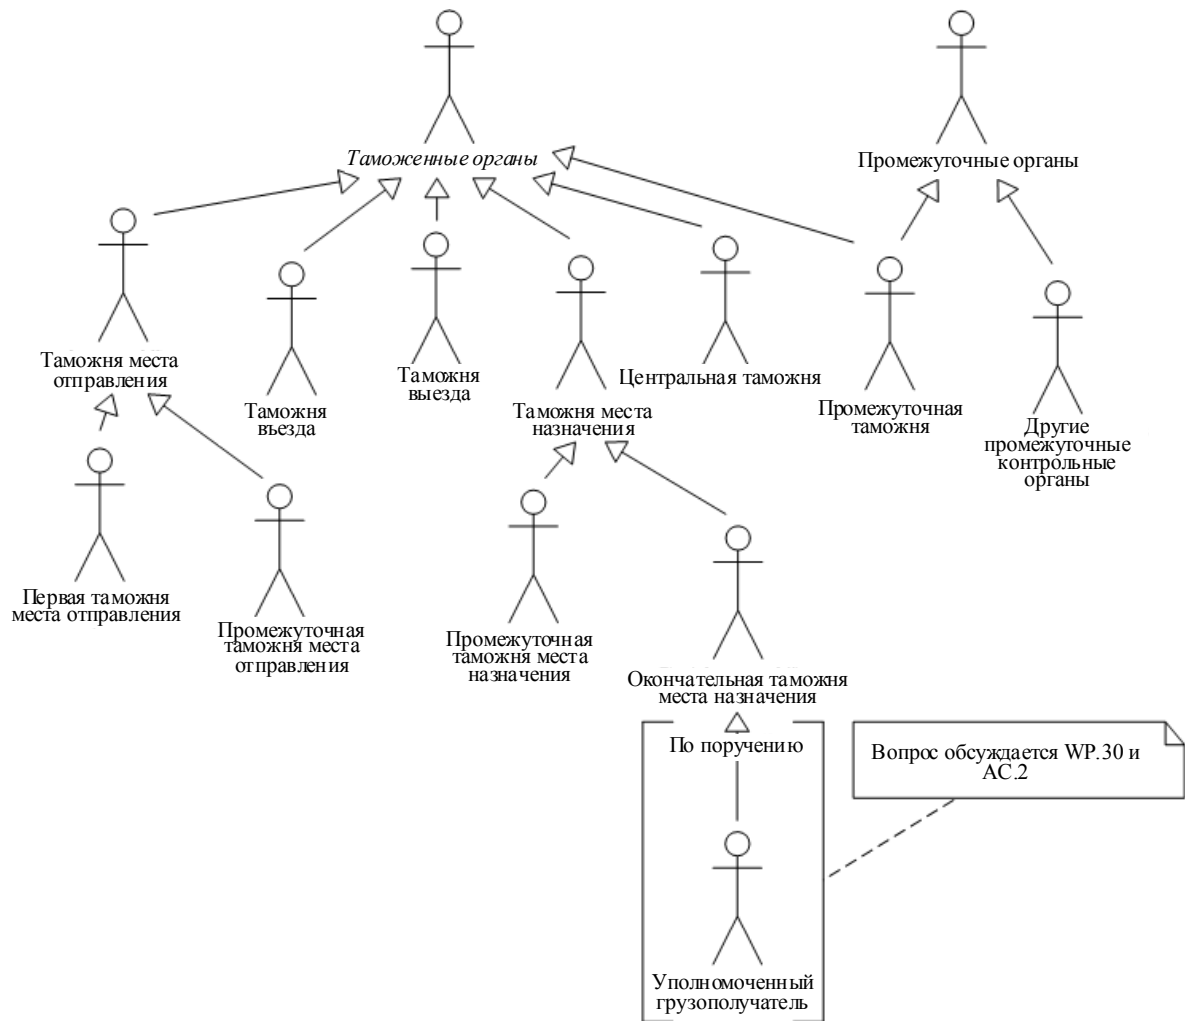 Таможенные органы
Промежуточные органы
Таможня места
отправления
Таможня
въезда
Таможня
выезда
Таможня места
назначения
Центральная таможня
Промежуточная
таможня
Другие
промежуточные
контрольные
органы
Первая таможня
места отправления
Промежуточная
таможня места
отправления
Промежуточная
таможня места
назначения
Окончательная таможня
места назначения
По поручению
Вопрос обсуждается WP.30 и
AC.2
Уполномоченный
грузополучатель